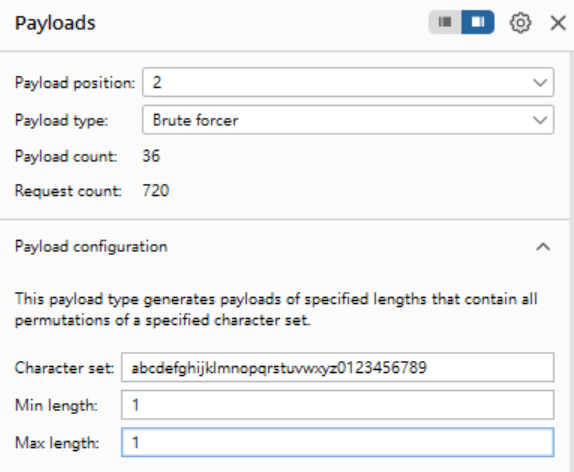 Payloads
Payload position: 2
Payload type: Brute forcer
Payload count: 36
Request count: 720
Payload configuration
This payload type generates payloads of specified lengths that contain all
permutations of a specified character set.
Character set: abcdefghijklmnopqrstuvwxyz0123456789
Min length: 1
Max length: 1